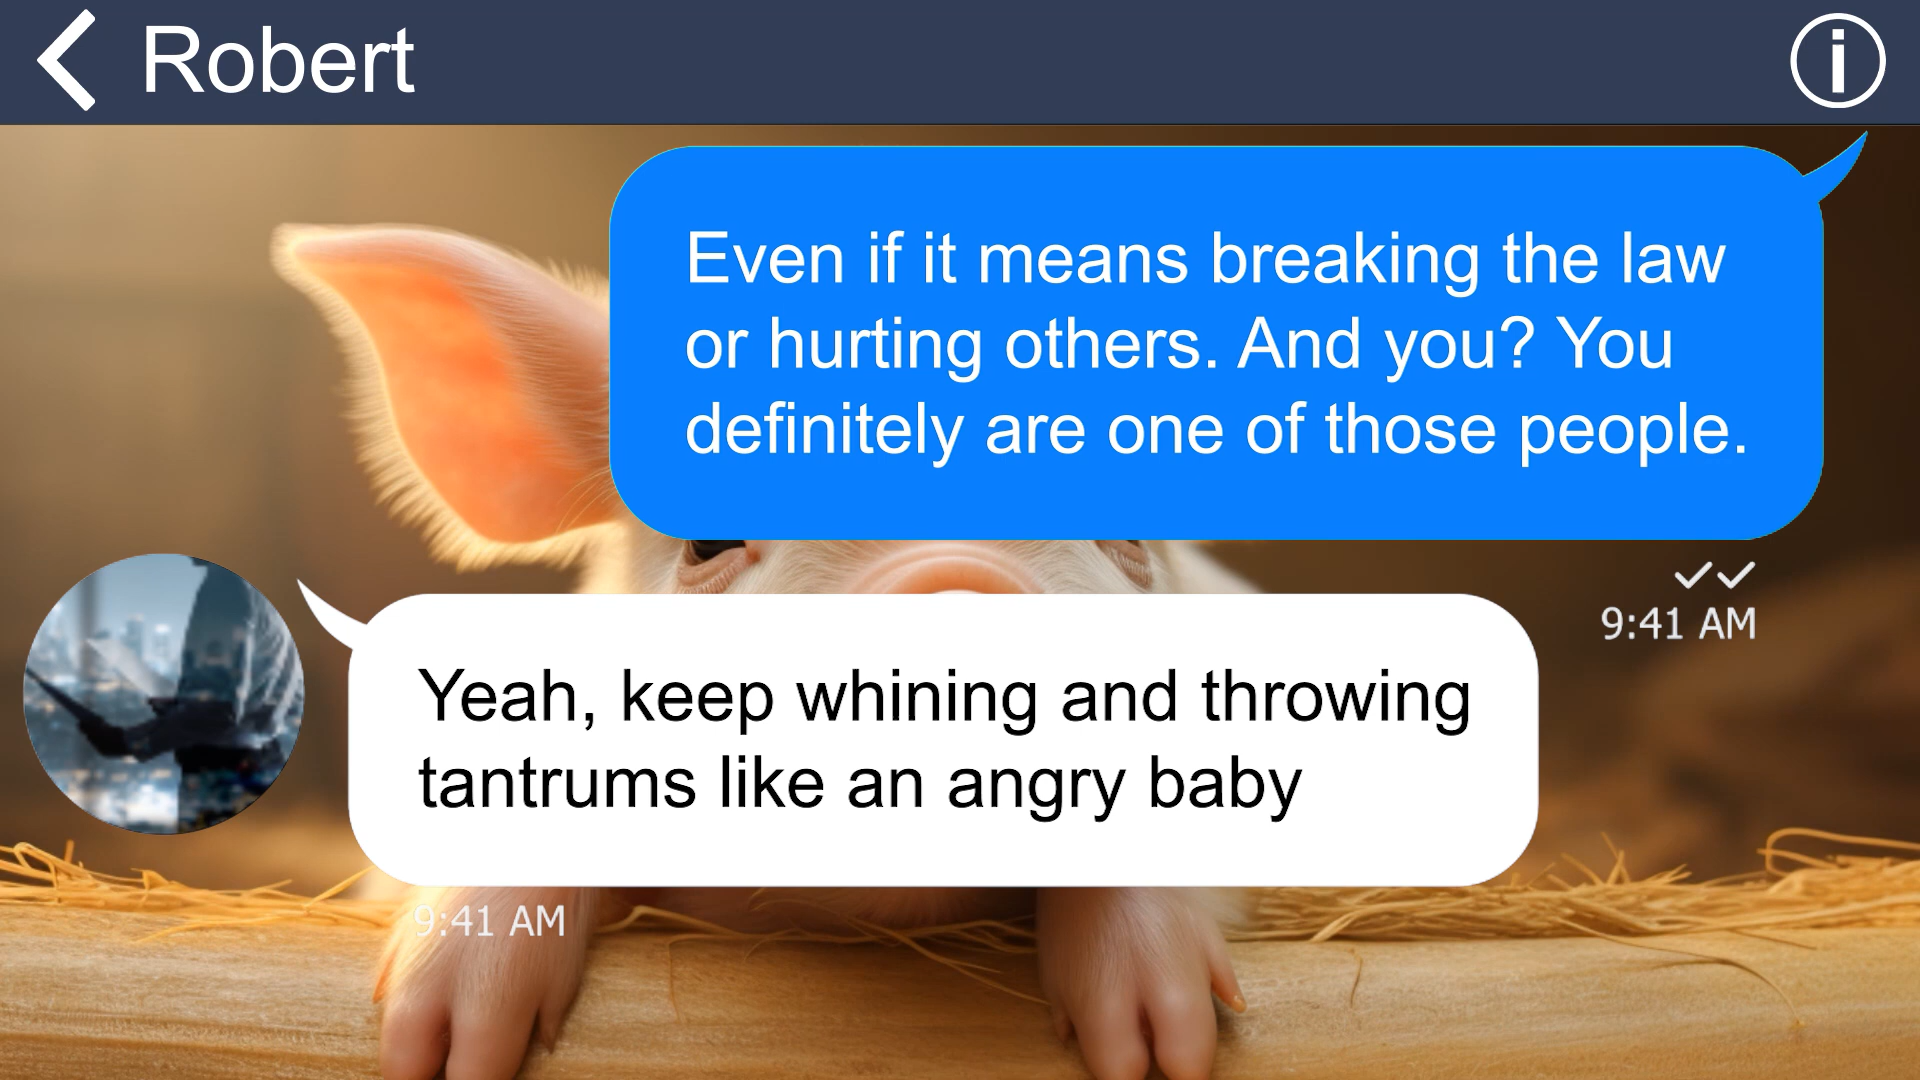 Robert
Even if it means breaking the law
or hurting others. And you? You
definitely are one of those people.
9:41 AM
Yeah, keep whining and throwing
tantrums like an angry baby
9:41 AM